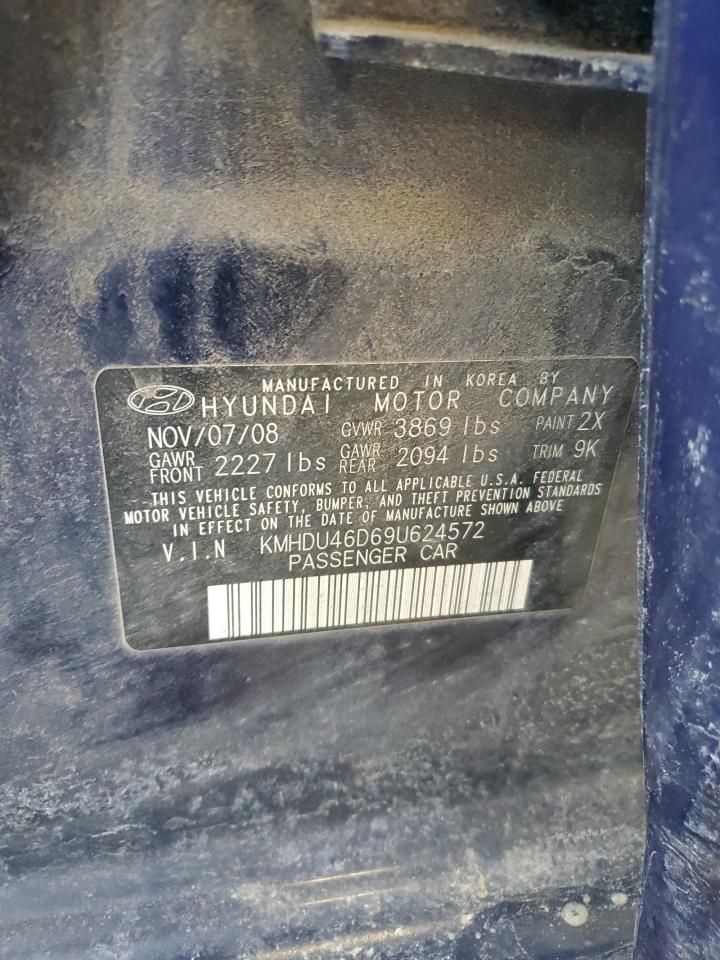 MANUFACTURED IN KOREA BY
HYUNDAI MOTOR COMPANY
NOV/07/08 GVWR 3869 lbs PAINT 2X
GAWR FRONT 2227 lbs GAWR REAR 2094 lbs TRIM 9K
THIS VEHICLE CONFORMS TO ALL APPLICABLE U.S.A. FEDERAL
MOTOR VEHICLE SAFETY, BUMPER, AND THEFT PREVENTION STANDARDS
IN EFFECT ON THE DATE OF MANUFACTURE SHOWN ABOVE
V.I.N KMHDU46D69U624572
PASSENGER CAR